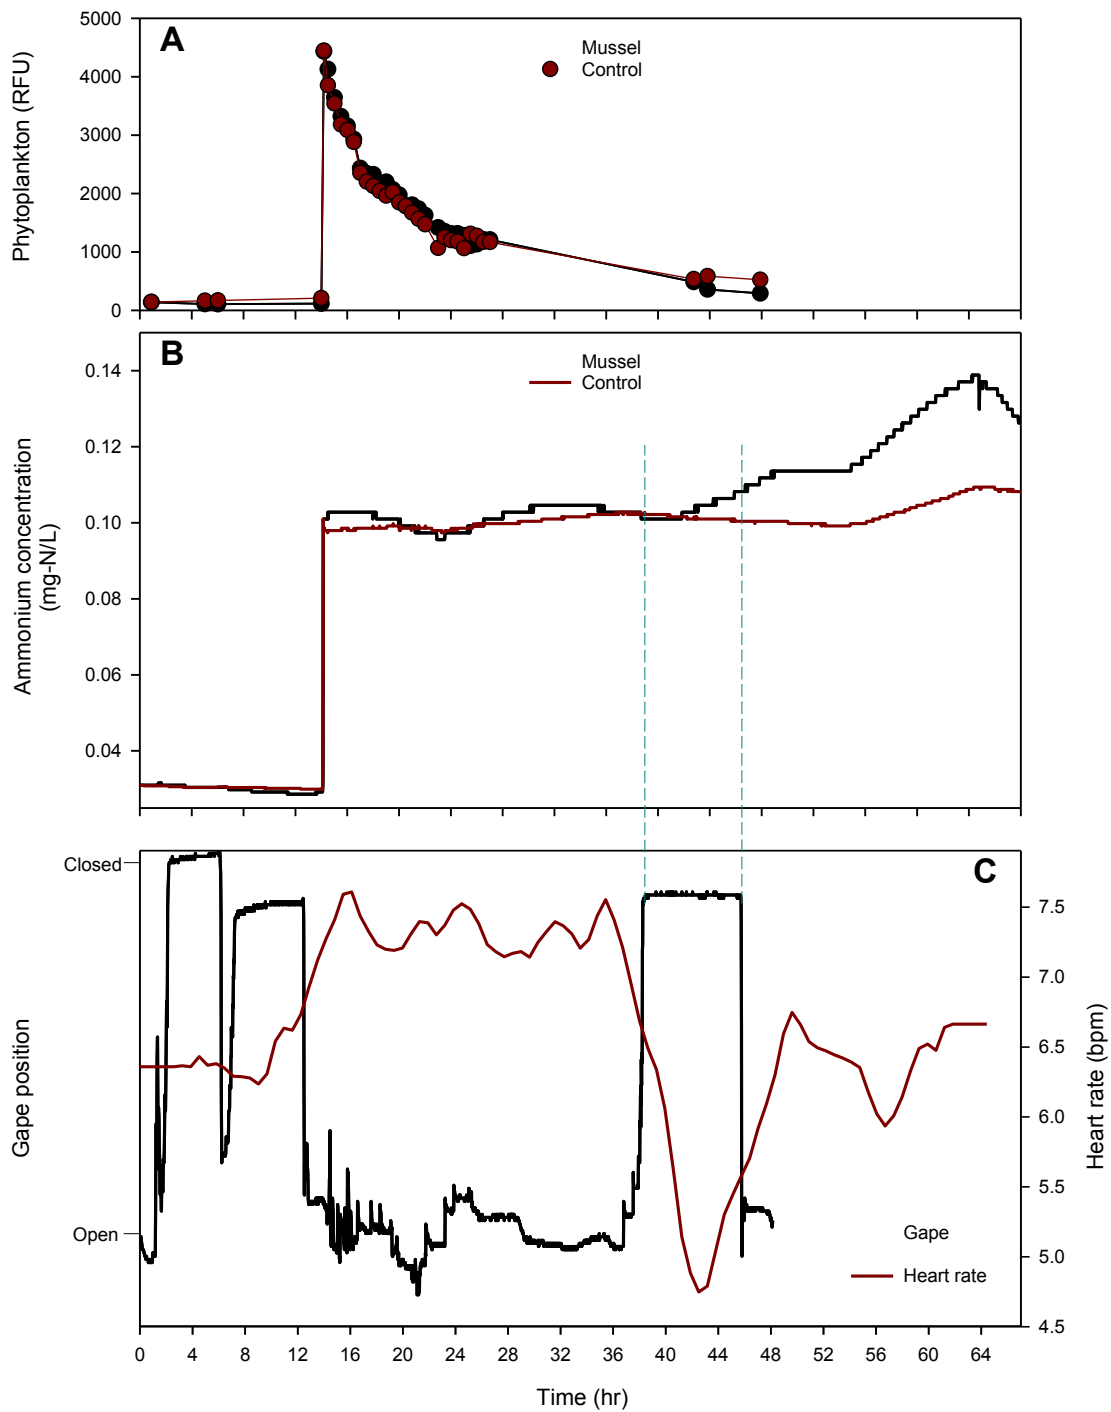 A
Mussel
Control
5000
4000
3000
2000
1000
0
Phytoplankton (RFU)
B
Mussel
Control
0.14
0.12
0.10
0.08
0.06
0.04
Ammonium concentration
(mg-N/L)
C
Closed
Open
Gape position
7.5
7.0
6.5
6.0
5.5
5.0
4.5
Heart rate (bpm)
Gape
Heart rate
0 4 8 12 16 20 24 28 32 36 40 44 48 52 56 60 64
Time (hr)